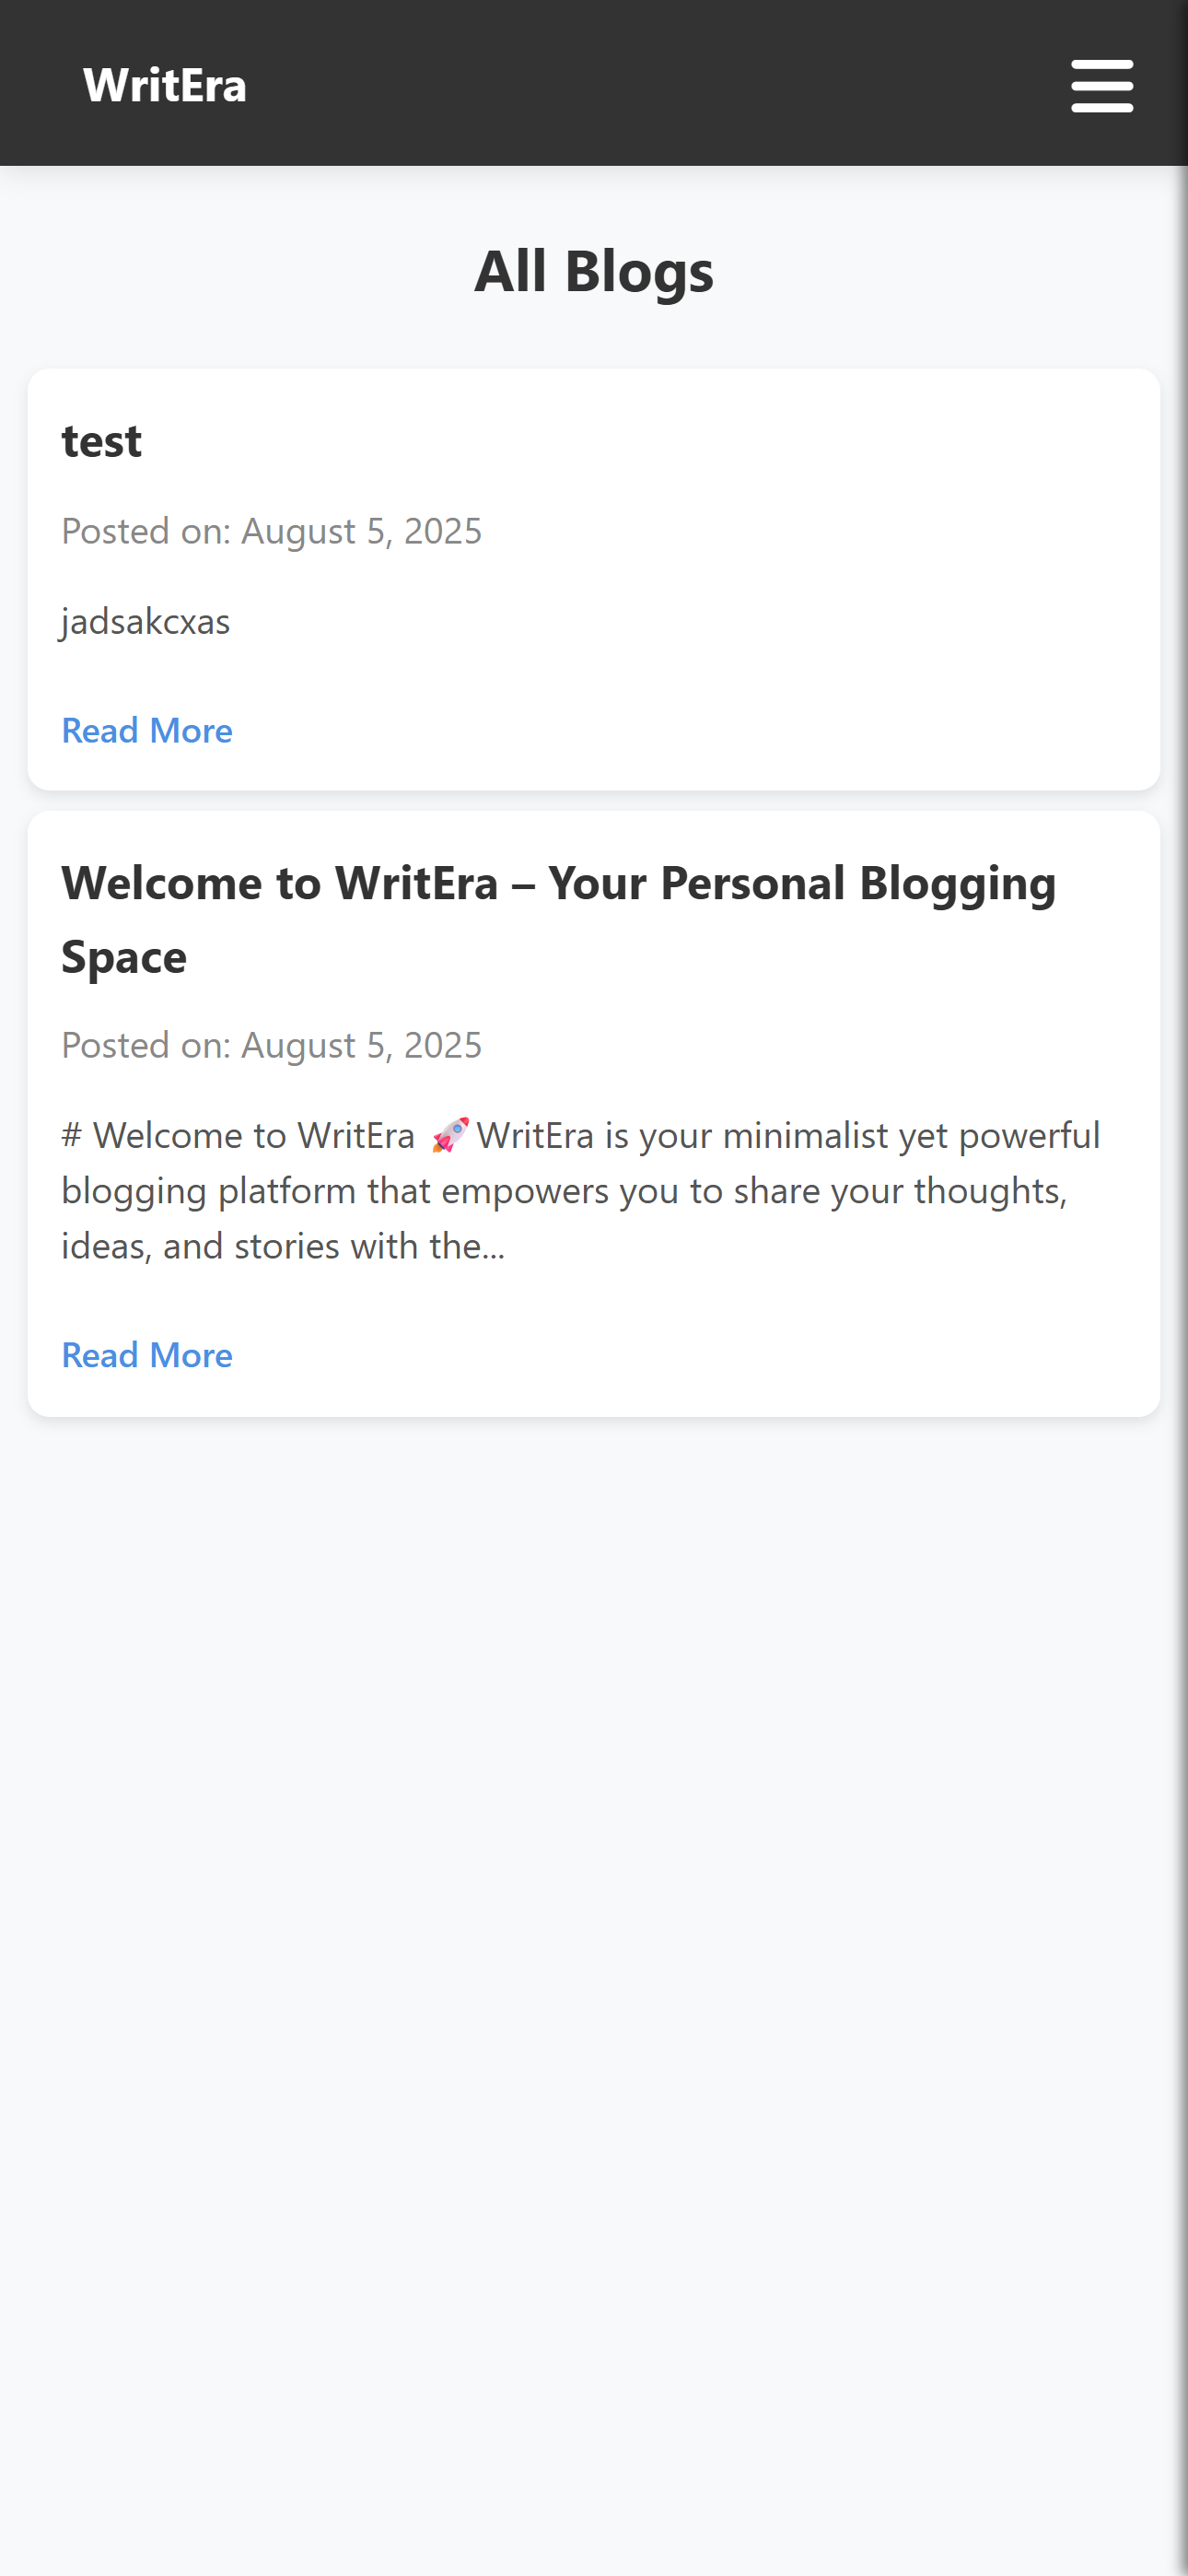 WritEra
All Blogs
test
Posted on: August 5, 2025
jadsakcxas
Read More
Welcome to WritEra – Your Personal Blogging
Space
Posted on: August 5, 2025
# Welcome to WritEra 🚀 WritEra is your minimalist yet powerful
blogging platform that empowers you to share your thoughts,
ideas, and stories with the...
Read More